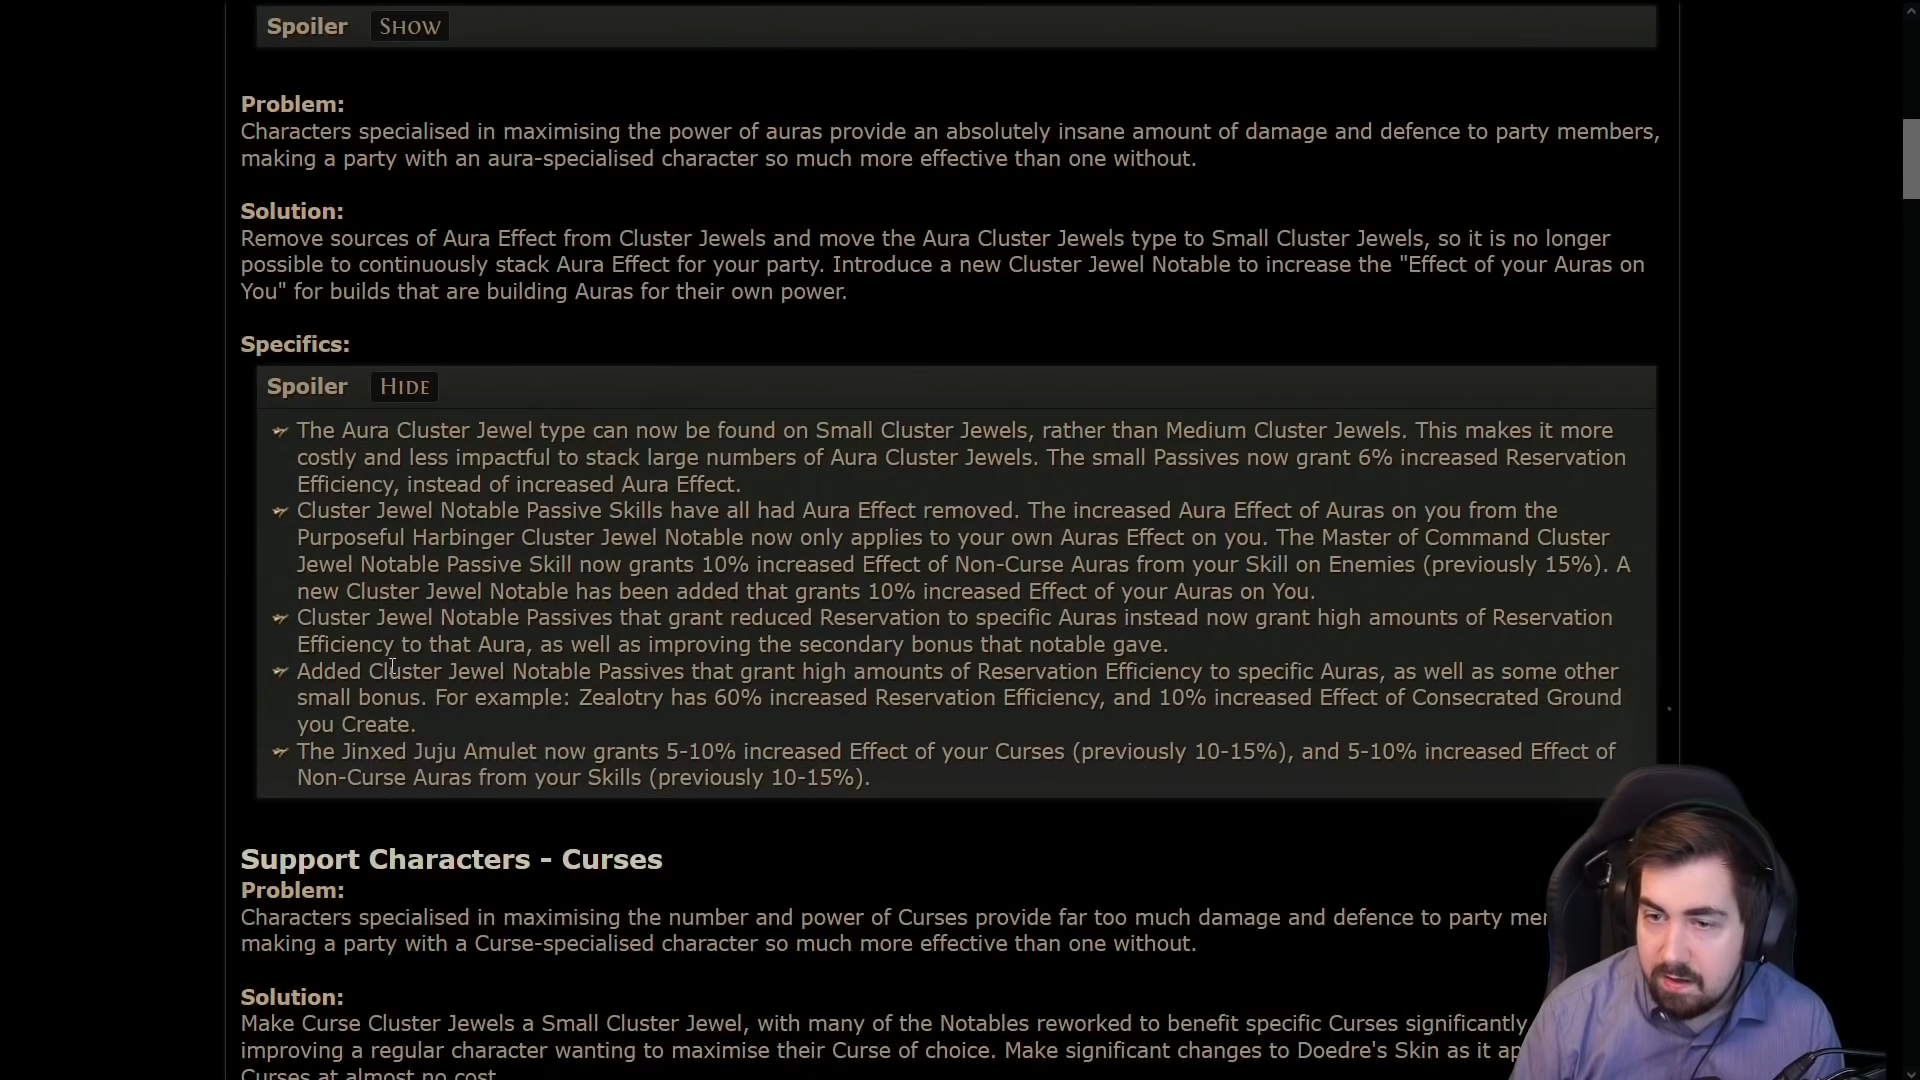 Spoiler SHOW
Problem:
Characters specialised in maximising the power of auras provide an absolutely insane amount of damage and defence to party members,
making a party with an aura-specialised character so much more effective than one without.
Solution:
Remove sources of Aura Effect from Cluster Jewels and move the Aura Cluster Jewels type to Small Cluster Jewels, so it is no longer
possible to continuously stack Aura Effect for your party. Introduce a new Cluster Jewel Notable to increase the "Effect of your Auras on
You" for builds that are building Auras for their own power.
Specifics:
Spoiler HIDE
The Aura Cluster Jewel type can now be found on Small Cluster Jewels, rather than Medium Cluster Jewels. This makes it more
costly and less impactful to stack large numbers of Aura Cluster Jewels. The small Passives now grant 6% increased Reservation
Efficiency, instead of increased Aura Effect.
Cluster Jewel Notable Passive Skills have all had Aura Effect removed. The increased Aura Effect of Auras on you from the
Purposeful Harbinger Cluster Jewel Notable now only applies to your own Auras Effect on you. The Master of Command Cluster
Jewel Notable Passive Skill now grants 10% increased Effect of Non-Curse Auras from your Skill on Enemies (previously 15%). A
new Cluster Jewel Notable has been added that grants 10% increased Effect of your Auras on You.
Cluster Jewel Notable Passives that grant reduced Reservation to specific Auras instead now grant high amounts of Reservation
Efficiency to that Aura, as well as improving the secondary bonus that notable gave.
Added Cluster Jewel Notable Passives that grant high amounts of Reservation Efficiency to specific Auras, as well as some other
small bonus. For example: Zealotry has 60% increased Reservation Efficiency, and 10% increased Effect of Consecrated Ground
you Create.
The Jinxed Juju Amulet now grants 5-10% increased Effect of your Curses (previously 10-15%), and 5-10% increased Effect of
Non-Curse Auras from your Skills (previously 10-15%).
Support Characters - Curses
Problem:
Characters specialised in maximising the number and power of Curses provide far too much damage and defence to party
making a party with a Curse-specialised character so much more effective than one without.
Solution:
Make Curse Cluster Jewels a Small Cluster Jewel, with many of the Notables reworked to benefit specific Curses significantly,
improving a regular character wanting to maximise their Curse of choice. Make significant changes to Doedre's Skin as it
Curses at almost no cost